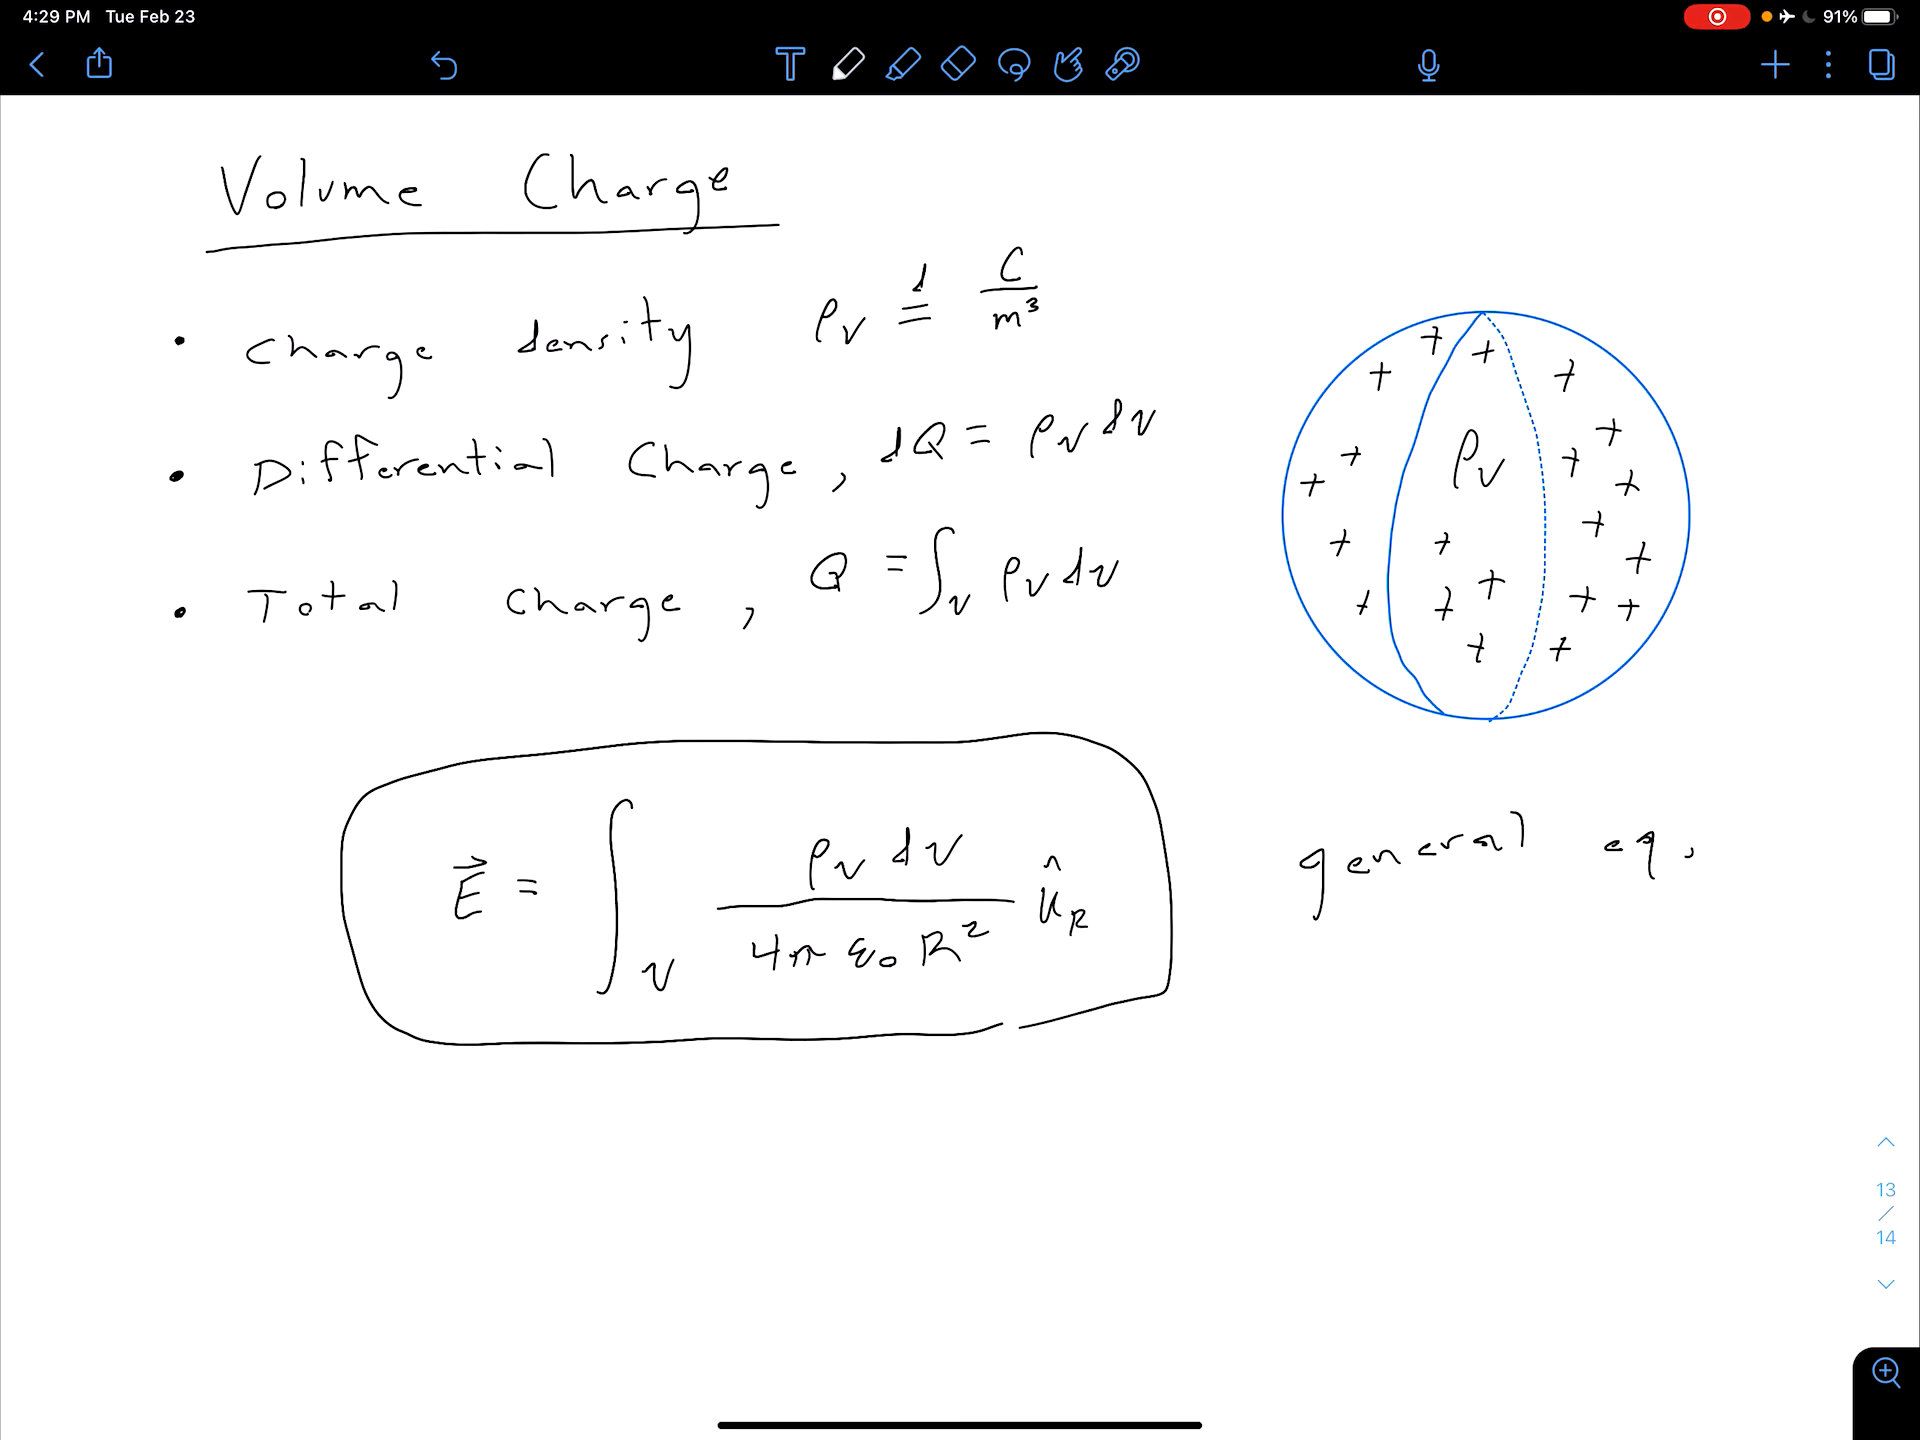 4:29 PM Tue Feb 23
91%
Volume Charge
• Charge density ρᵥ ≝ C/m³
• Differential Charge, dQ = ρᵥ dv
• Total charge, Q = ∫ᵥ ρᵥ dv
+ + + +
+ + ρᵥ + + +
+ + + +
+ + + + + +
+ +
E⃗ = ∫ᵥ ρᵥ dv / 4π ε₀ R² û_R
general eq.
13
/
14